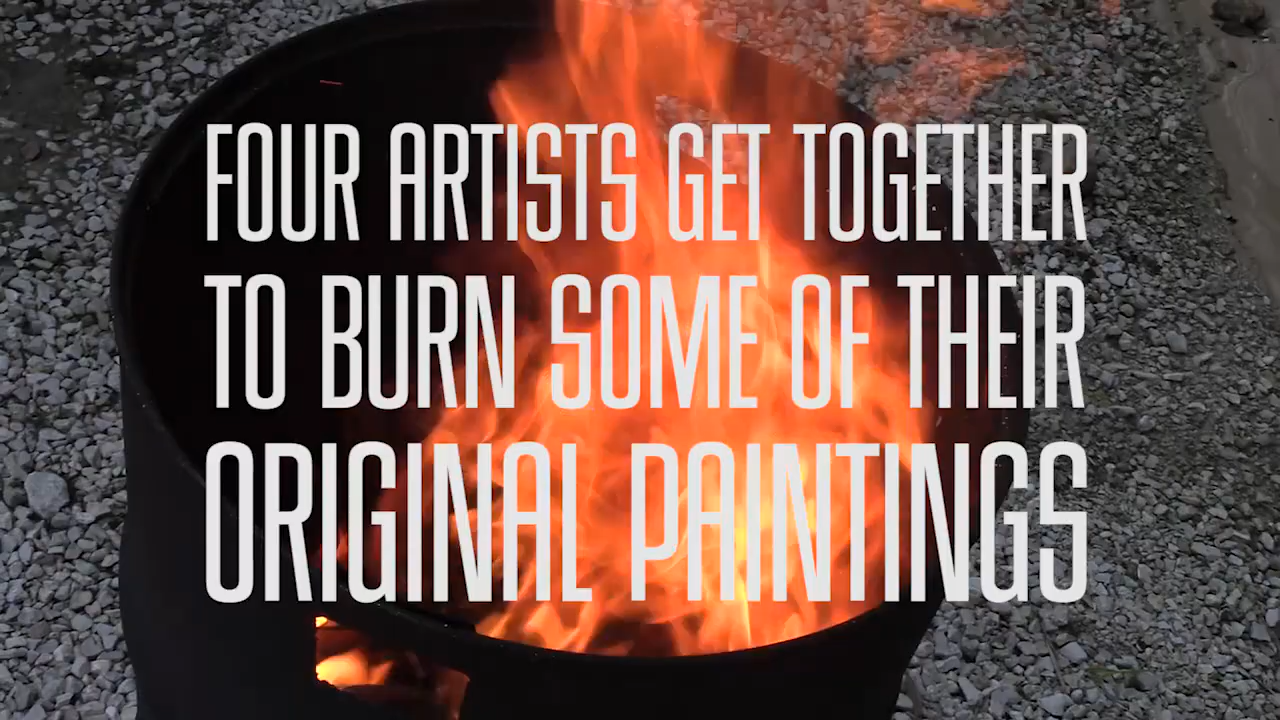 FOUR ARTISTS GET TOGETHER
TO BURN SOME OF THEIR
ORIGINAL PAINTINGS